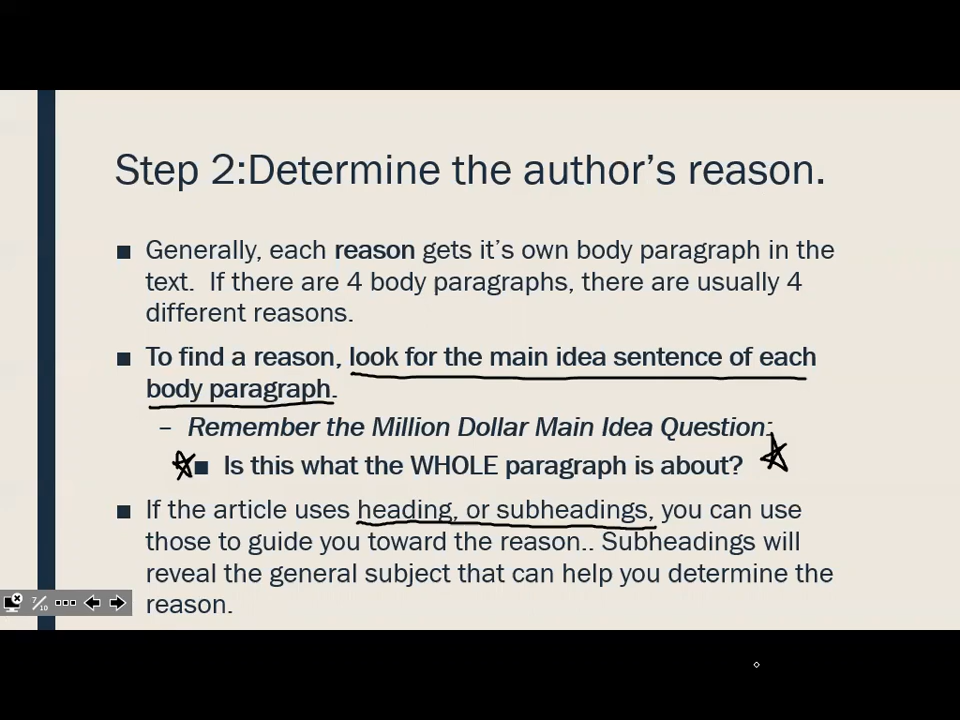 Step 2:Determine the author's reason.
■ Generally, each reason gets it's own body paragraph in the
text.  If there are 4 body paragraphs, there are usually 4
different reasons.
■ To find a reason, look for the main idea sentence of each
body paragraph.
– Remember the Million Dollar Main Idea Question:
■ Is this what the WHOLE paragraph is about?
■ If the article uses heading, or subheadings, you can use
those to guide you toward the reason.. Subheadings will
reveal the general subject that can help you determine the
reason.
7/10